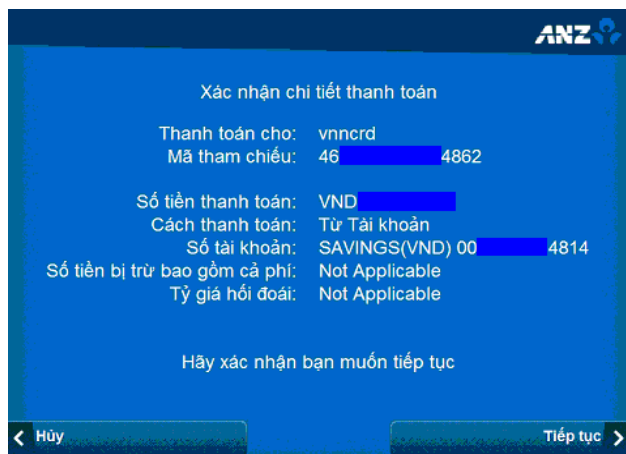 ANZ
Xác nhận chi tiết thanh toán
Thanh toán cho: vnncrd
Mã tham chiếu: 46 4862
Số tiền thanh toán: VND
Cách thanh toán: Từ Tài khoản
Số tài khoản: SAVINGS(VND) 00 4814
Số tiền bị trừ bao gồm cả phí: Not Applicable
Tỷ giá hối đoái: Not Applicable
Hãy xác nhận bạn muốn tiếp tục
< Hủy
Tiếp tục >